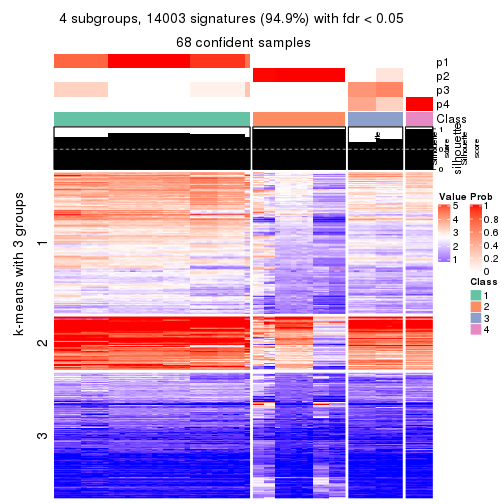 4 subgroups, 14003 signatures (94.9%) with fdr < 0.05
68 confident samples
p1
p2
p3
p4
Class
1
0.5
0
silhouette
score
Silhouette
score
k-means with 3 groups
1
2
3
Value
5
4
3
2
1
Prob
1
0.8
0.6
0.4
0.2
0
Class
1
2
3
4